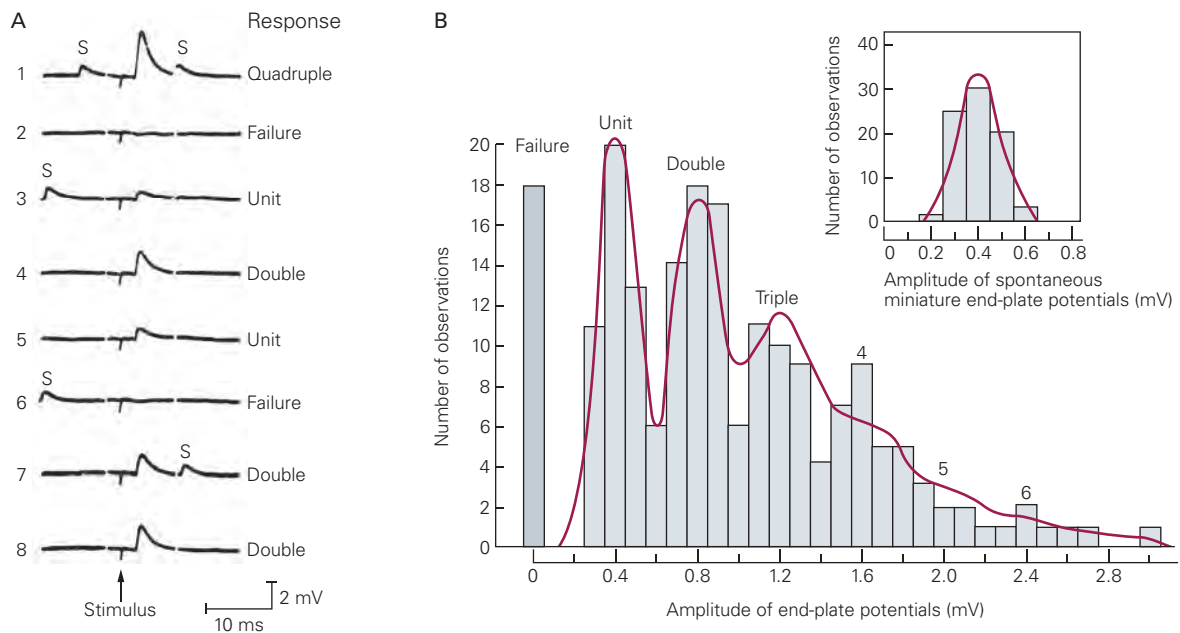 A
Response
S
S
1
Quadruple
2
Failure
S
3
Unit
4
Double
5
Unit
S
6
Failure
S
7
Double
8
Double
Stimulus
2 mV
10 ms
B
Number of observations
20
18
16
14
12
10
8
6
4
2
0
Failure
Unit
Double
Triple
4
5
6
0 0.4 0.8 1.2 1.6 2.0 2.4 2.8
Amplitude of end-plate potentials (mV)
Number of observations
40
30
20
10
0
0 0.2 0.4 0.6 0.8
Amplitude of spontaneous
miniature end-plate potentials (mV)